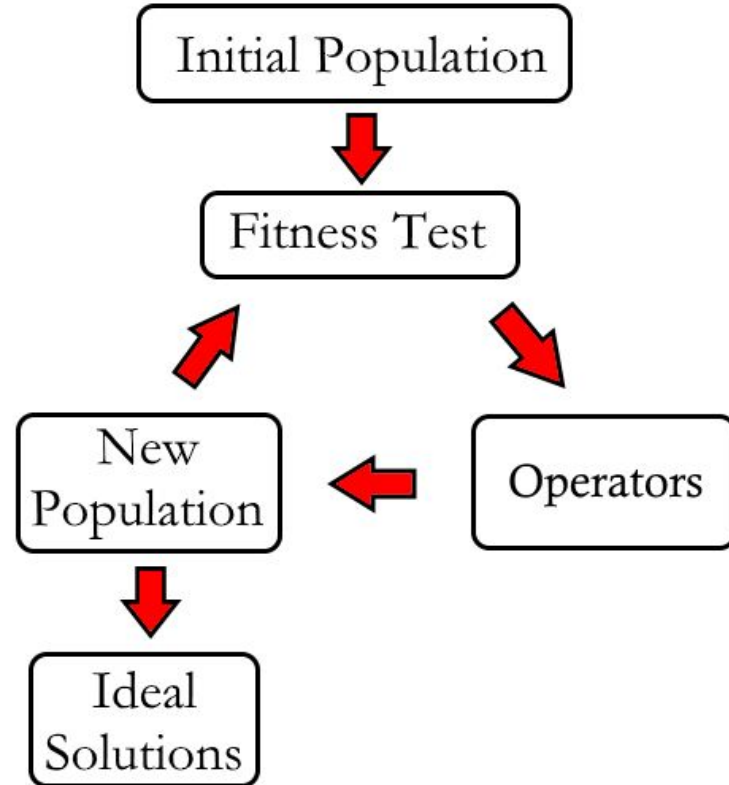 Initial Population
Fitness Test
New
Population
Operators
Ideal
Solutions